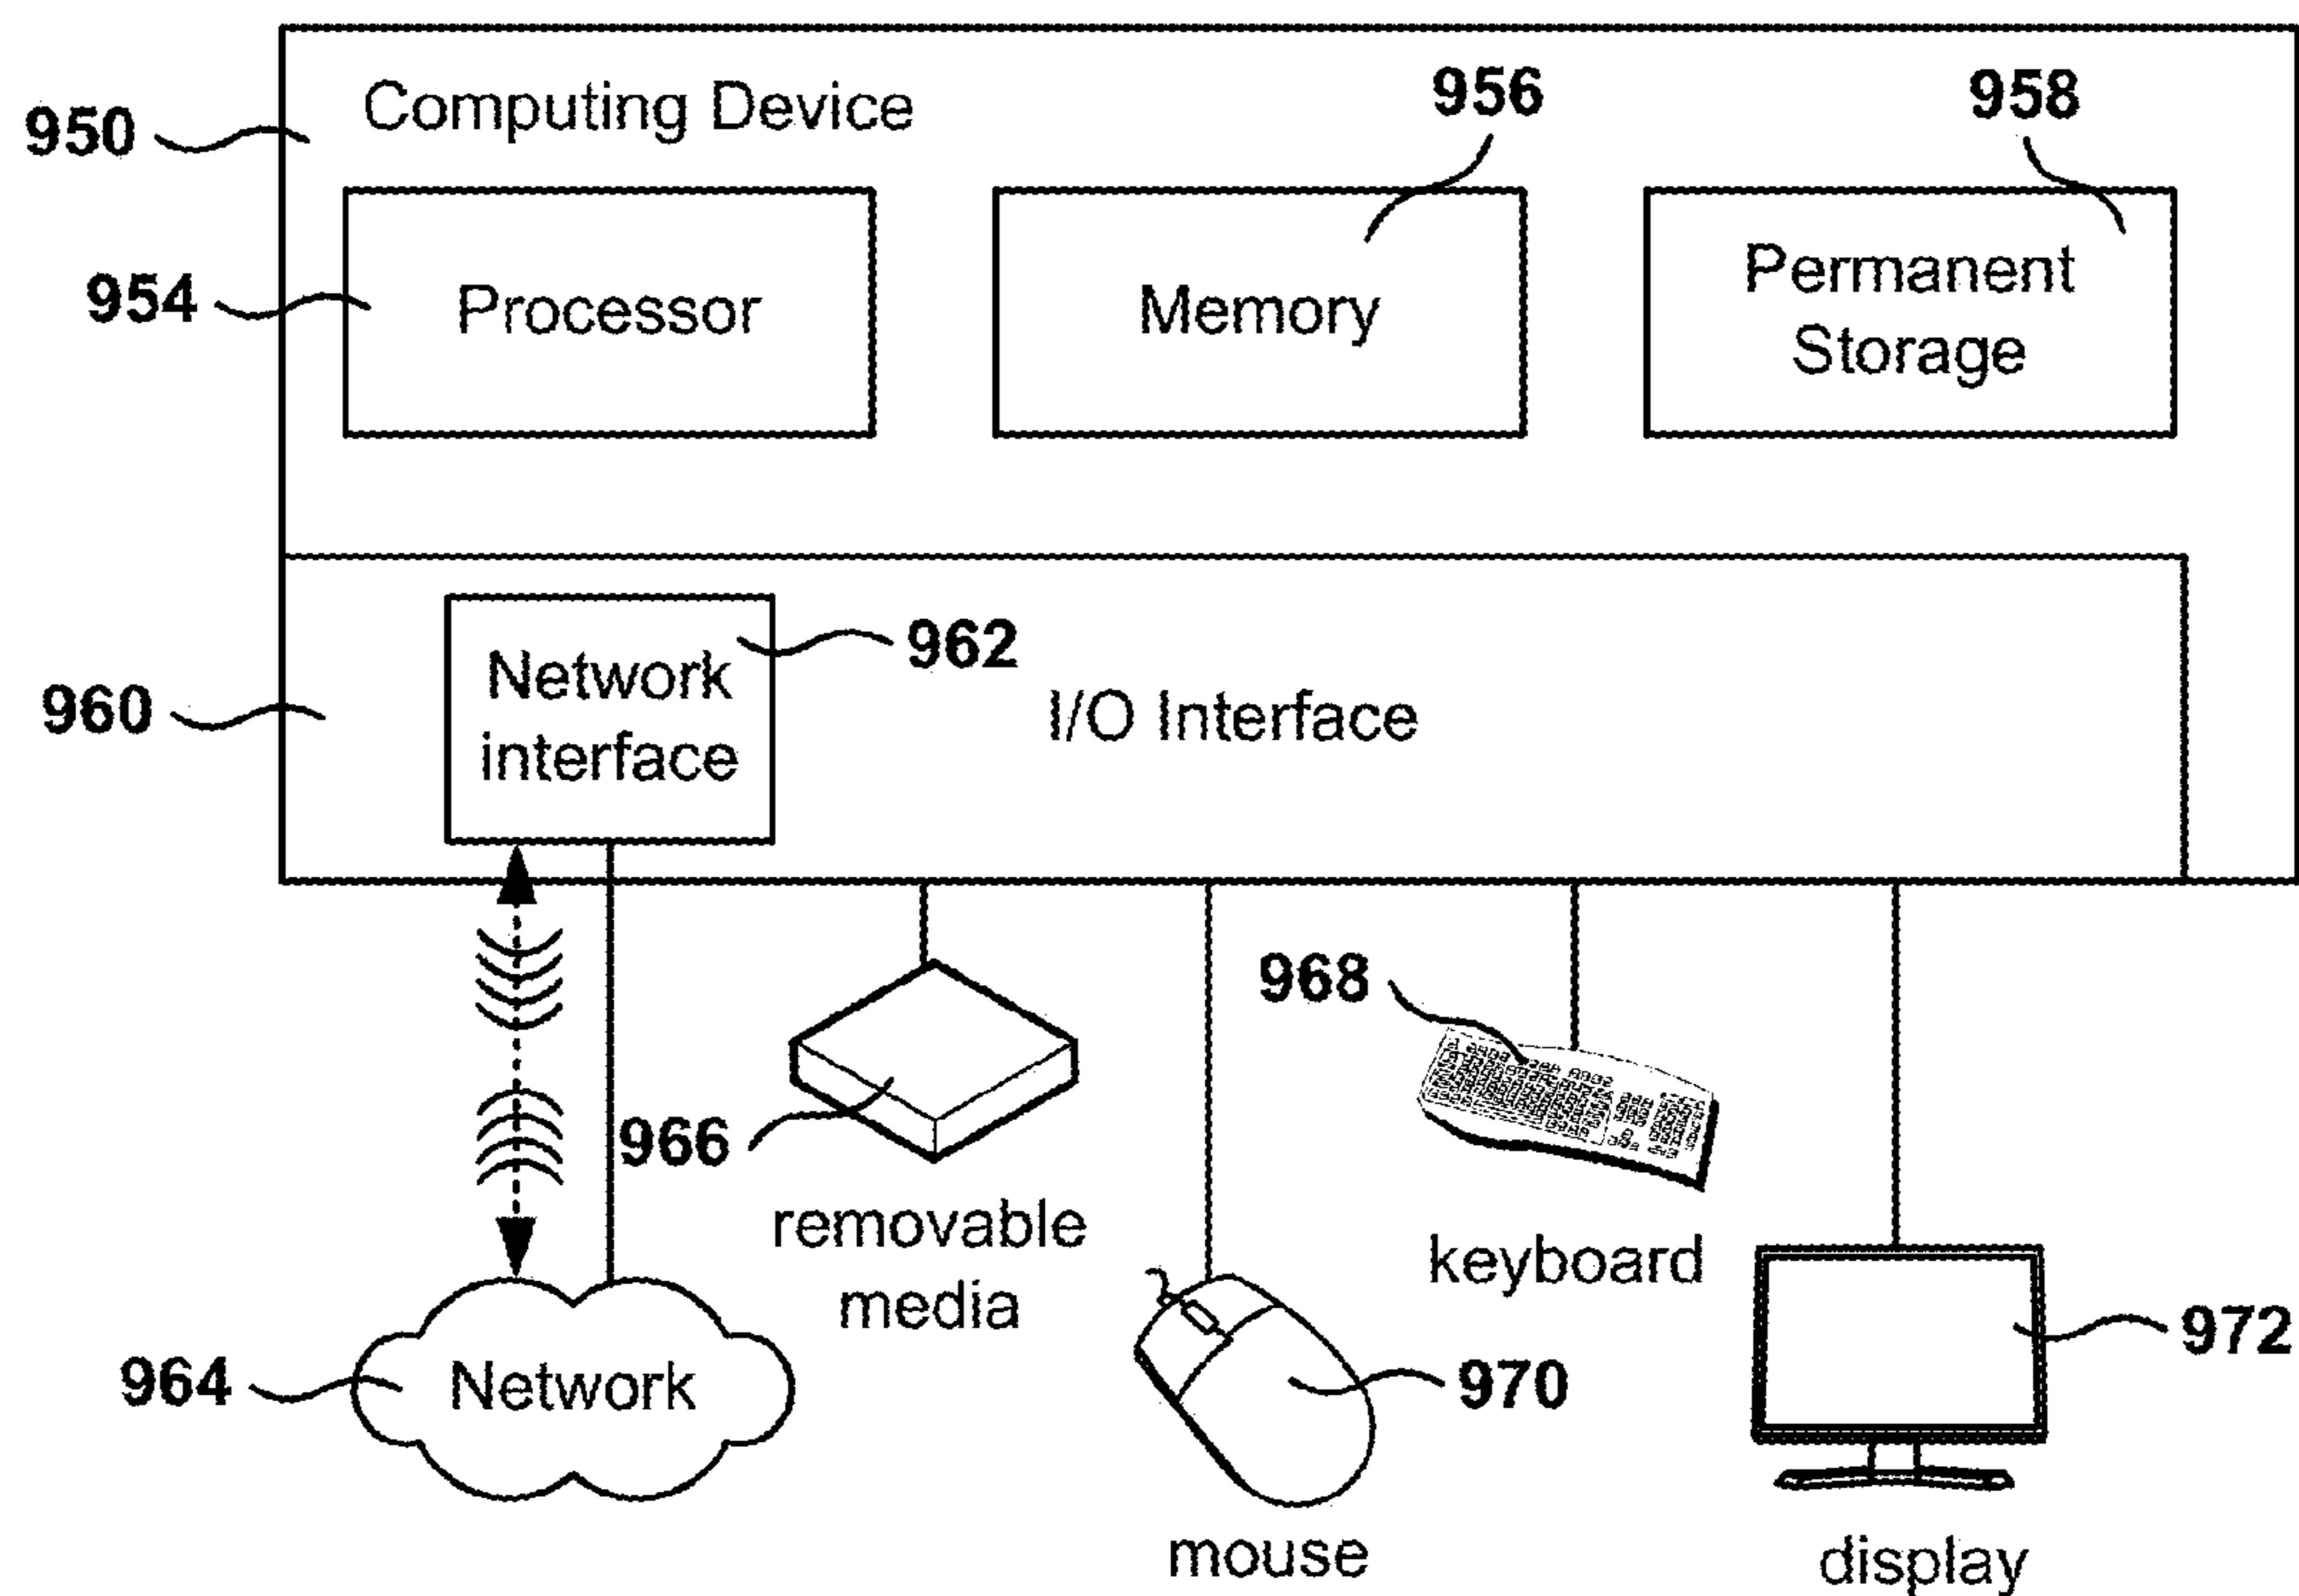 Computing Device
950
956
958
954
Processor
Memory
Permanent
Storage
962
Network
interface
960
I/O Interface
968
966
removable
media
keyboard
964
Network
970
972
mouse
display